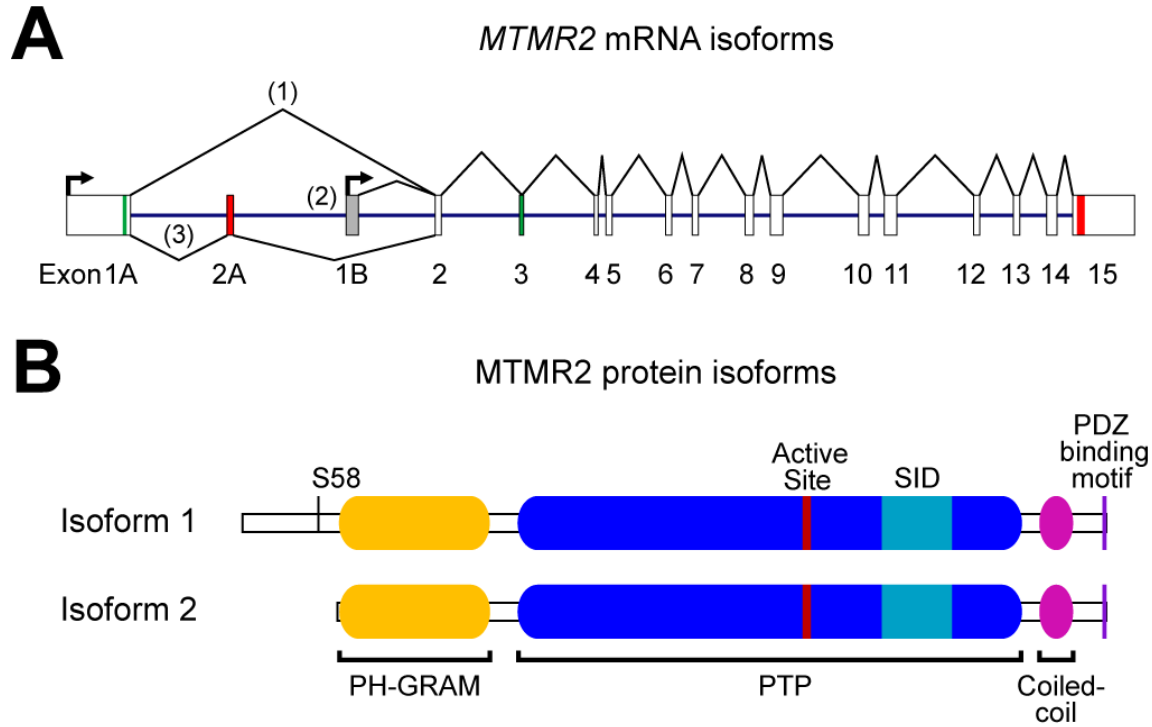 A
MTMR2 mRNA isoforms
(1)
(2)
(3)
Exon 1A 2A 1B 2 3 4 5 6 7 8 9 10 11 12 13 14 15
B
MTMR2 protein isoforms
S58
Active
Site
SID
PDZ
binding
motif
Isoform 1
Isoform 2
PH-GRAM
PTP
Coiled-
coil